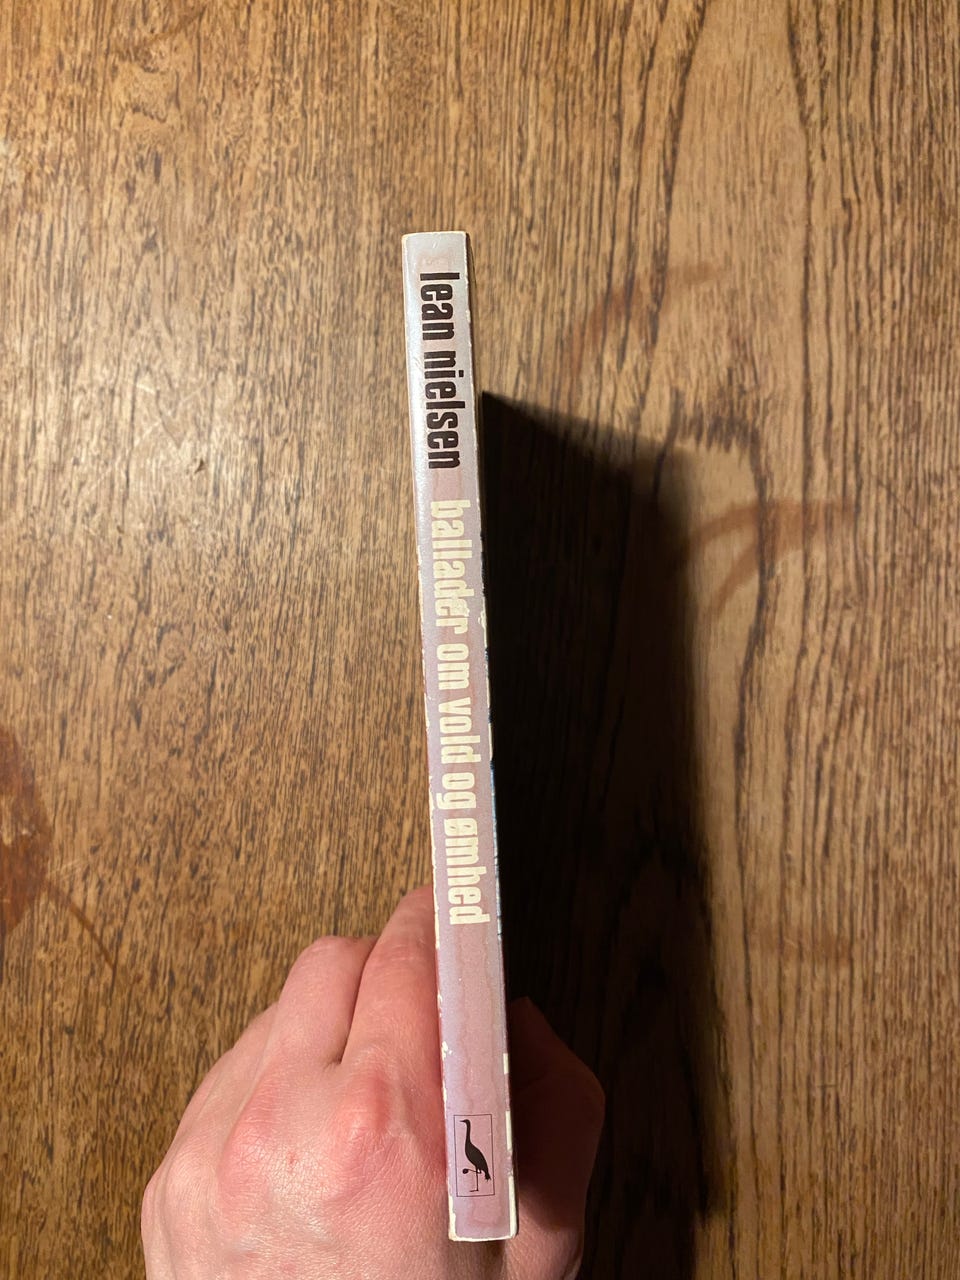 lean nielsen ballader om vold og ømhed